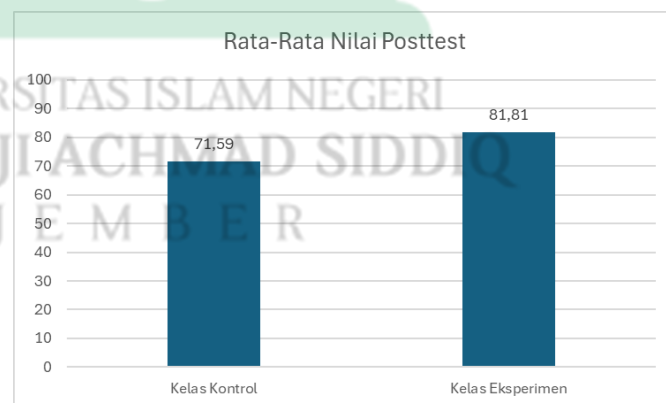 Rata-Rata Nilai Posttest
100
RSITAS ISLAM NEGERI
90
81,81
80
71,59
JI ACHMAD SIDDIQ
70
60
50
J E M B E R
40
30
20
10
0
Kelas Kontrol
Kelas Eksperimen